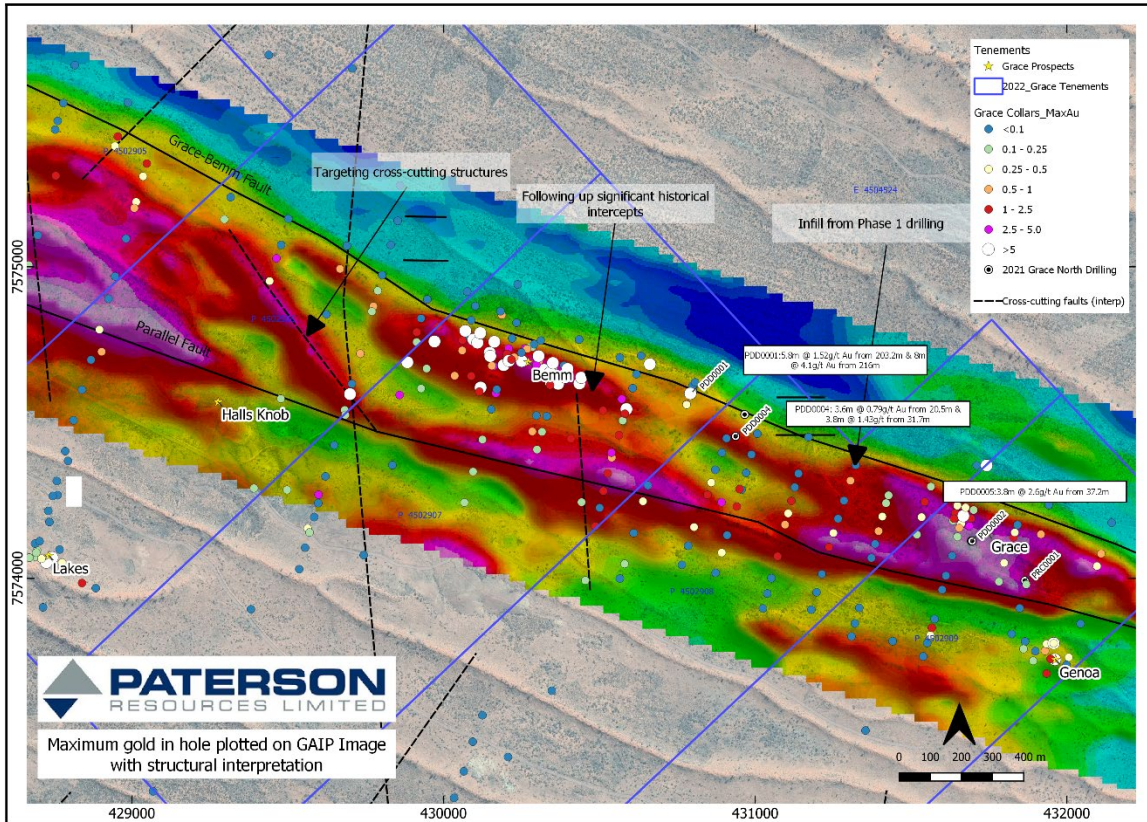 Tenements
Grace Prospects
2022_Grace Tenements
Grace Collars_MaxAu
<0.1
0.1 - 0.25
0.25 - 0.5
0.5 - 1
1 - 2.5
2.5 - 5.0
>5
2021 Grace North Drilling
Cross-cutting faults (interp)
P 4502905
Grace-Bemm Fault
Targeting cross-cutting structures
Following up significant historical
intercepts
E 4504524
Infill from Phase 1 drilling
7575000
Parallel Fault
Bemm
PDD0001
PDD0001:5.8m @ 1.52g/t Au from 203.2m & 8m
@ 4.1g/t Au from 216m
Halls Knob
PDD0004
PDD0004: 3.6m @ 0.79g/t Au from 20.5m &
3.8m @ 1.43g/t from 31.7m
PDD0005:3.8m @ 2.6g/t Au from 37.2m
P 4502907
PDD0002
Grace
PRC0001
7574000
Lakes
P 4502908
P 4502909
Genoa
PATERSON
RESOURCES LIMITED
Maximum gold in hole plotted on GAIP Image
with structural interpretation
0 100 200 300 400 m
429000 430000 431000 432000